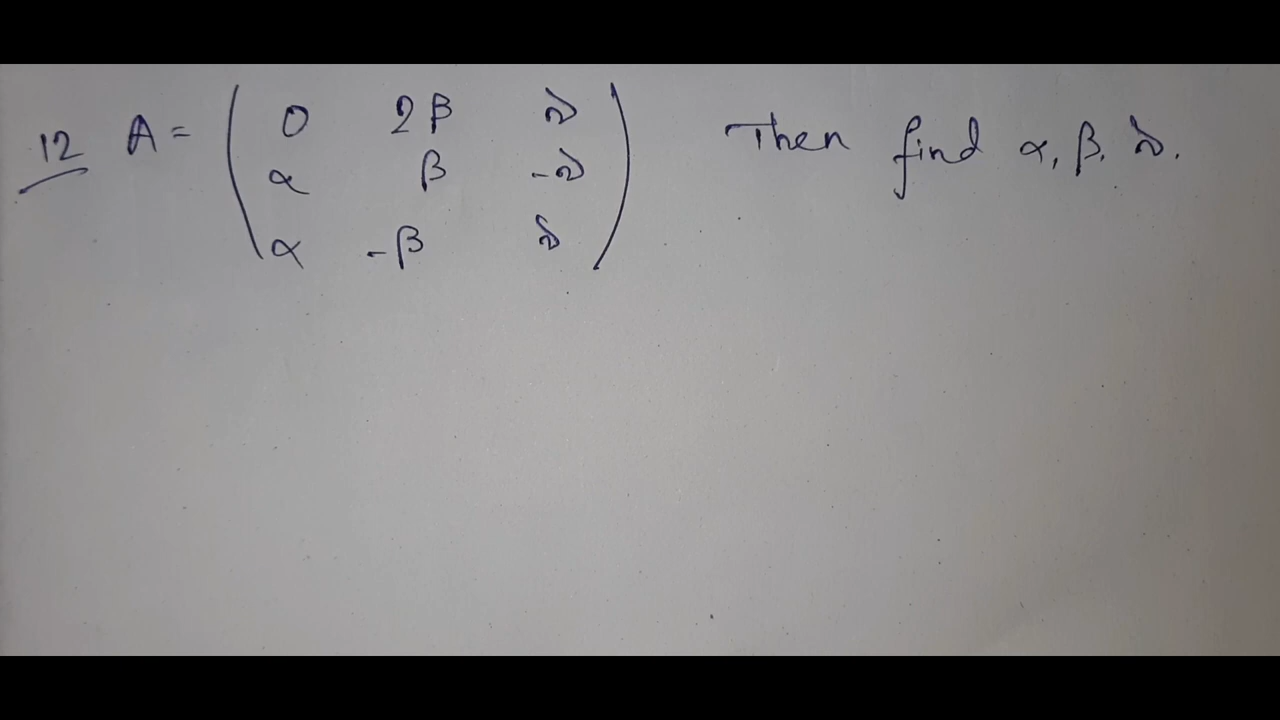 12 A = ( 0 2β ર Then find α, β, ર.
α β -ર
α -β ર )